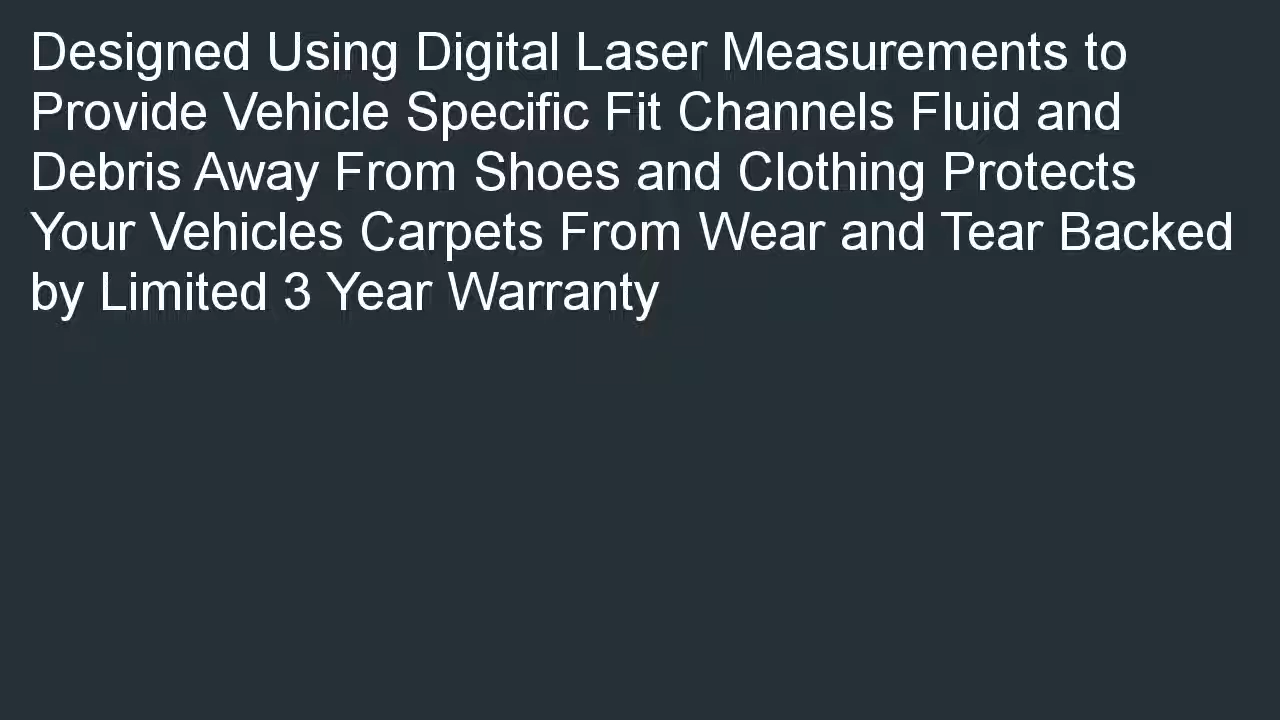 Designed Using Digital Laser Measurements to
Provide Vehicle Specific Fit Channels Fluid and
Debris Away From Shoes and Clothing Protects
Your Vehicles Carpets From Wear and Tear Backed
by Limited 3 Year Warranty